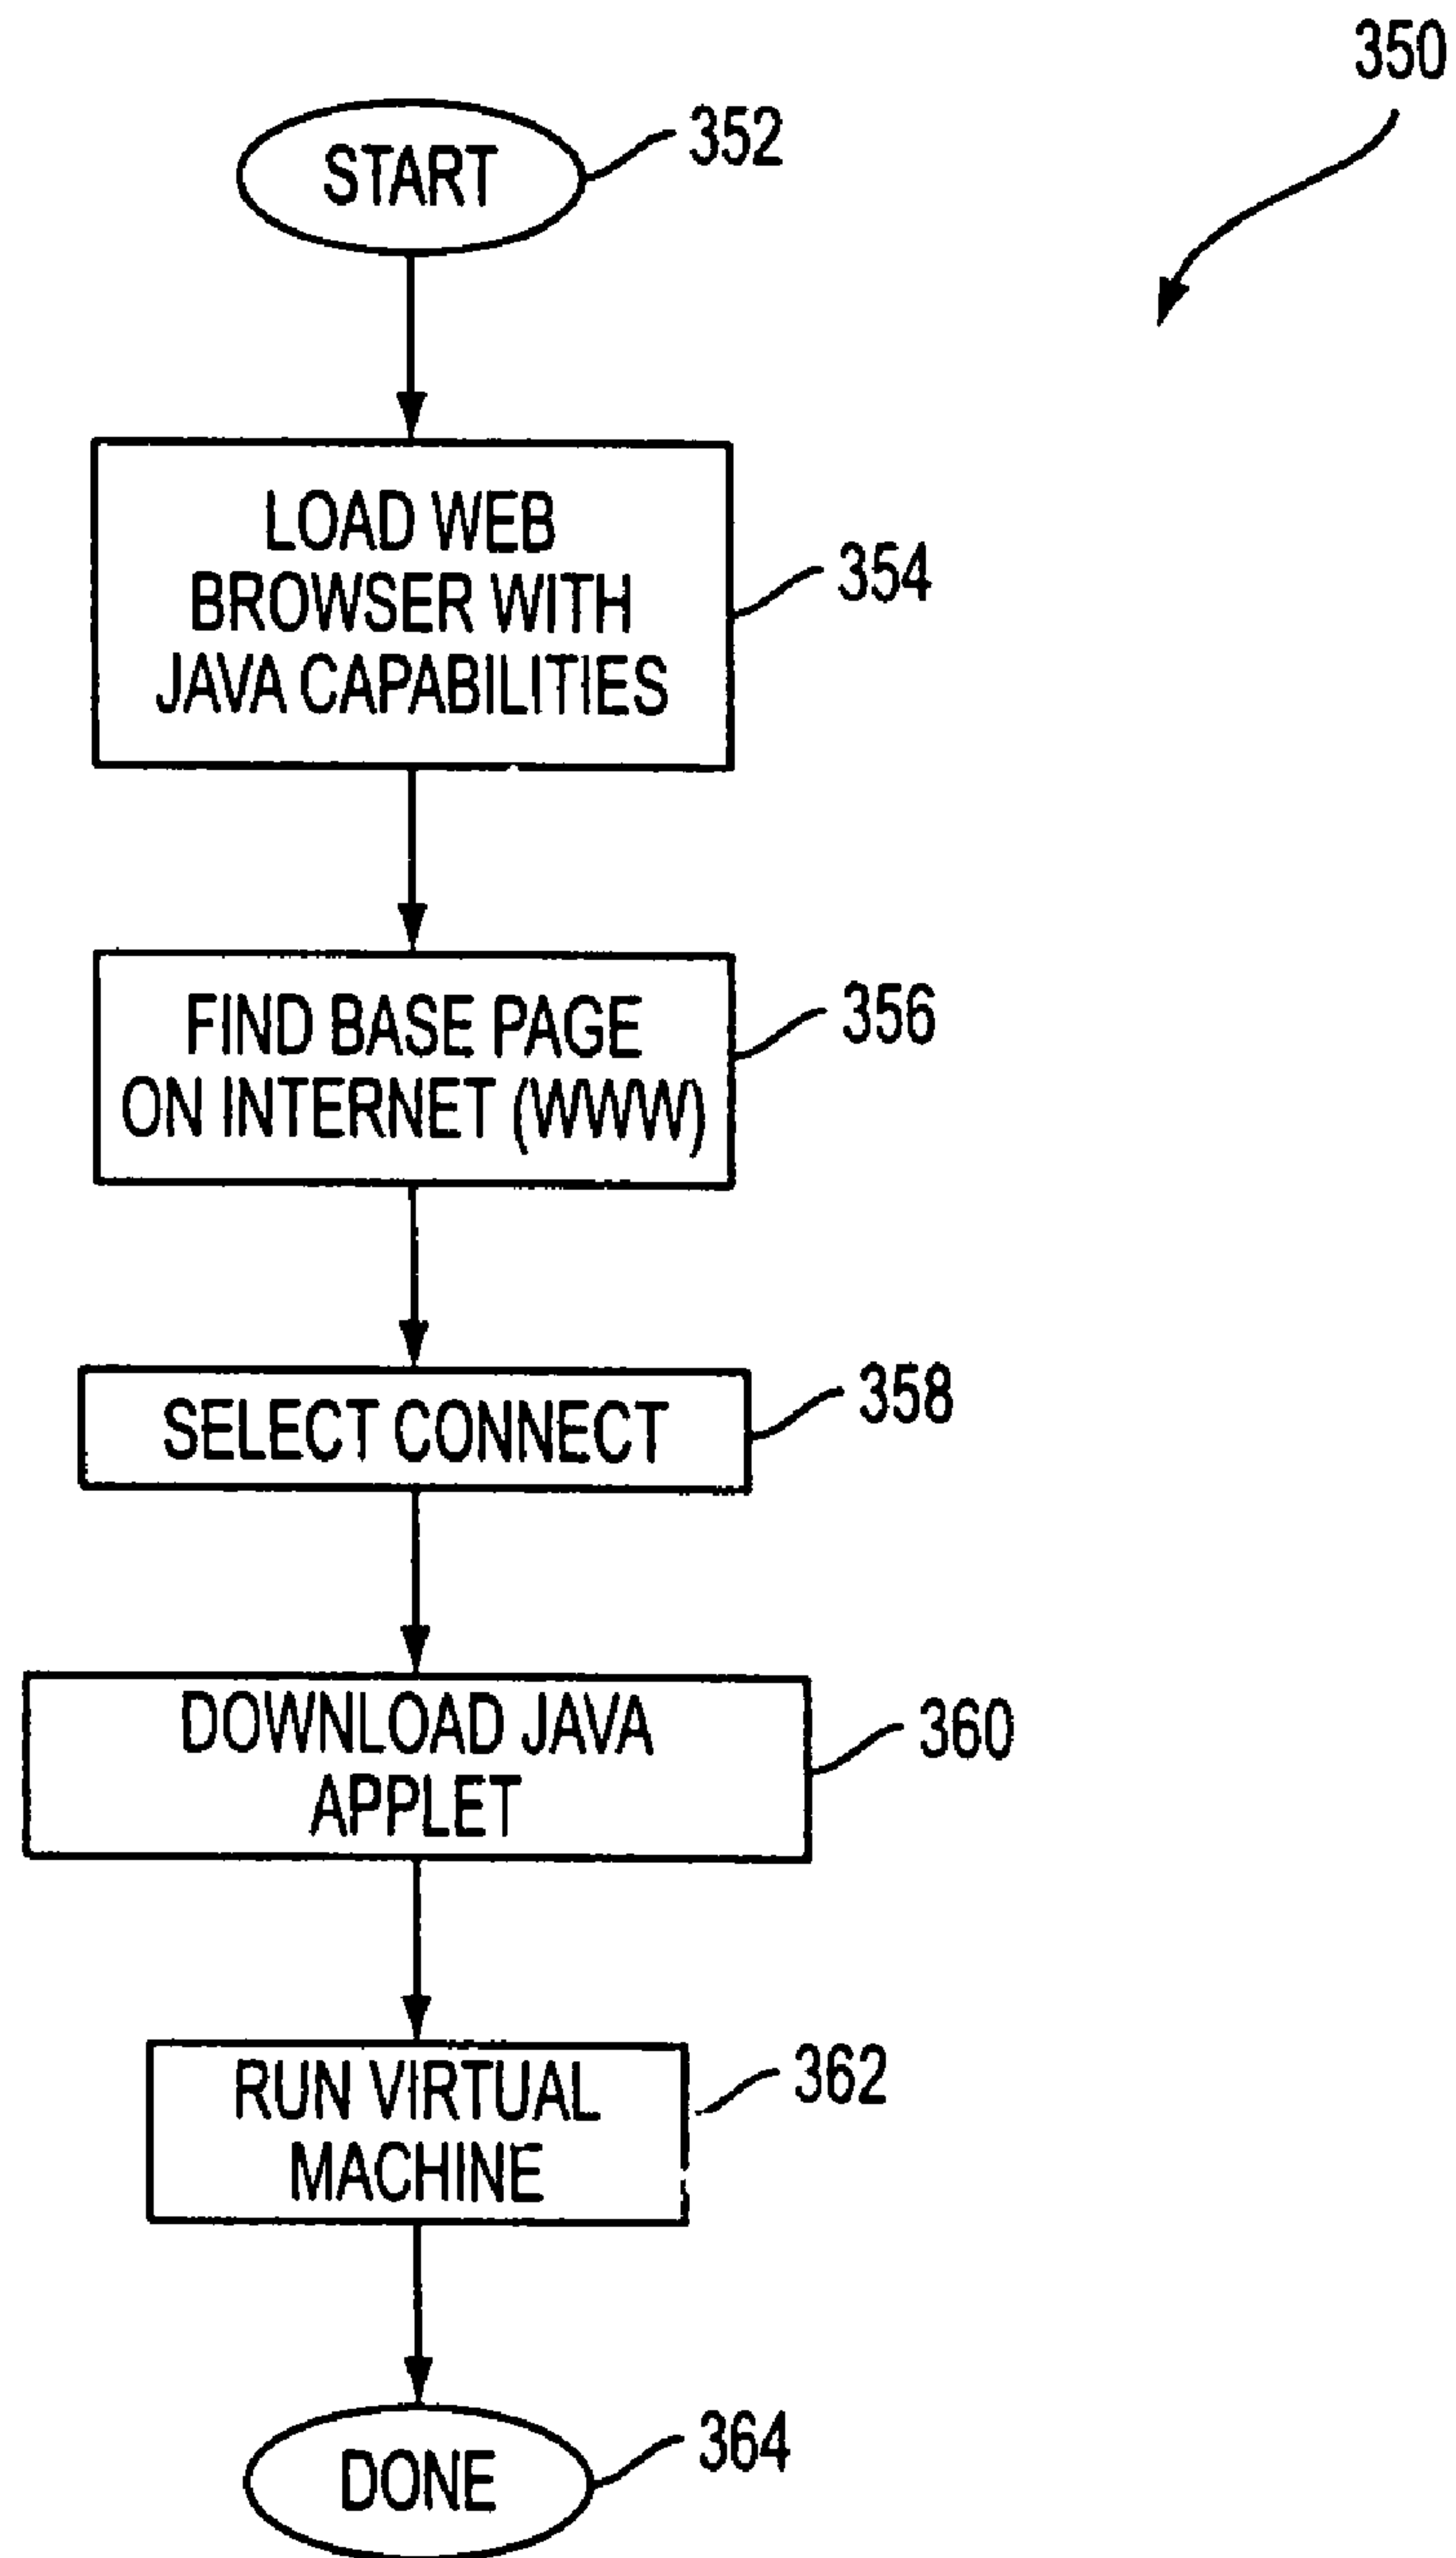 350
START
352
LOAD WEB
BROWSER WITH
JAVA CAPABILITIES
354
FIND BASE PAGE
ON INTERNET (WWW)
356
SELECT CONNECT
358
DOWNLOAD JAVA
APPLET
360
RUN VIRTUAL
MACHINE
362
DONE
364